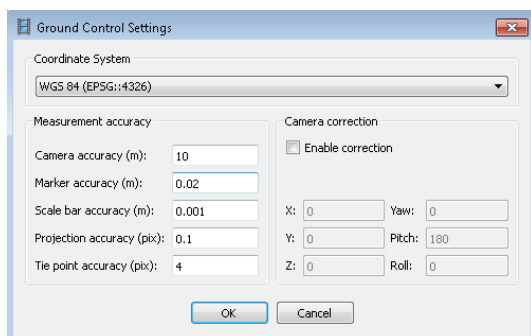 Ground Control Settings
Coordinate System
WGS 84 (EPSG::4326)
Measurement accuracy
Camera correction
Camera accuracy (m): 10
Enable correction
Marker accuracy (m): 0.02
Scale bar accuracy (m): 0.001
X: 0 Yaw: 0
Projection accuracy (pix): 0.1
Y: 0 Pitch: 180
Tie point accuracy (pix): 4
Z: 0 Roll: 0
OK Cancel